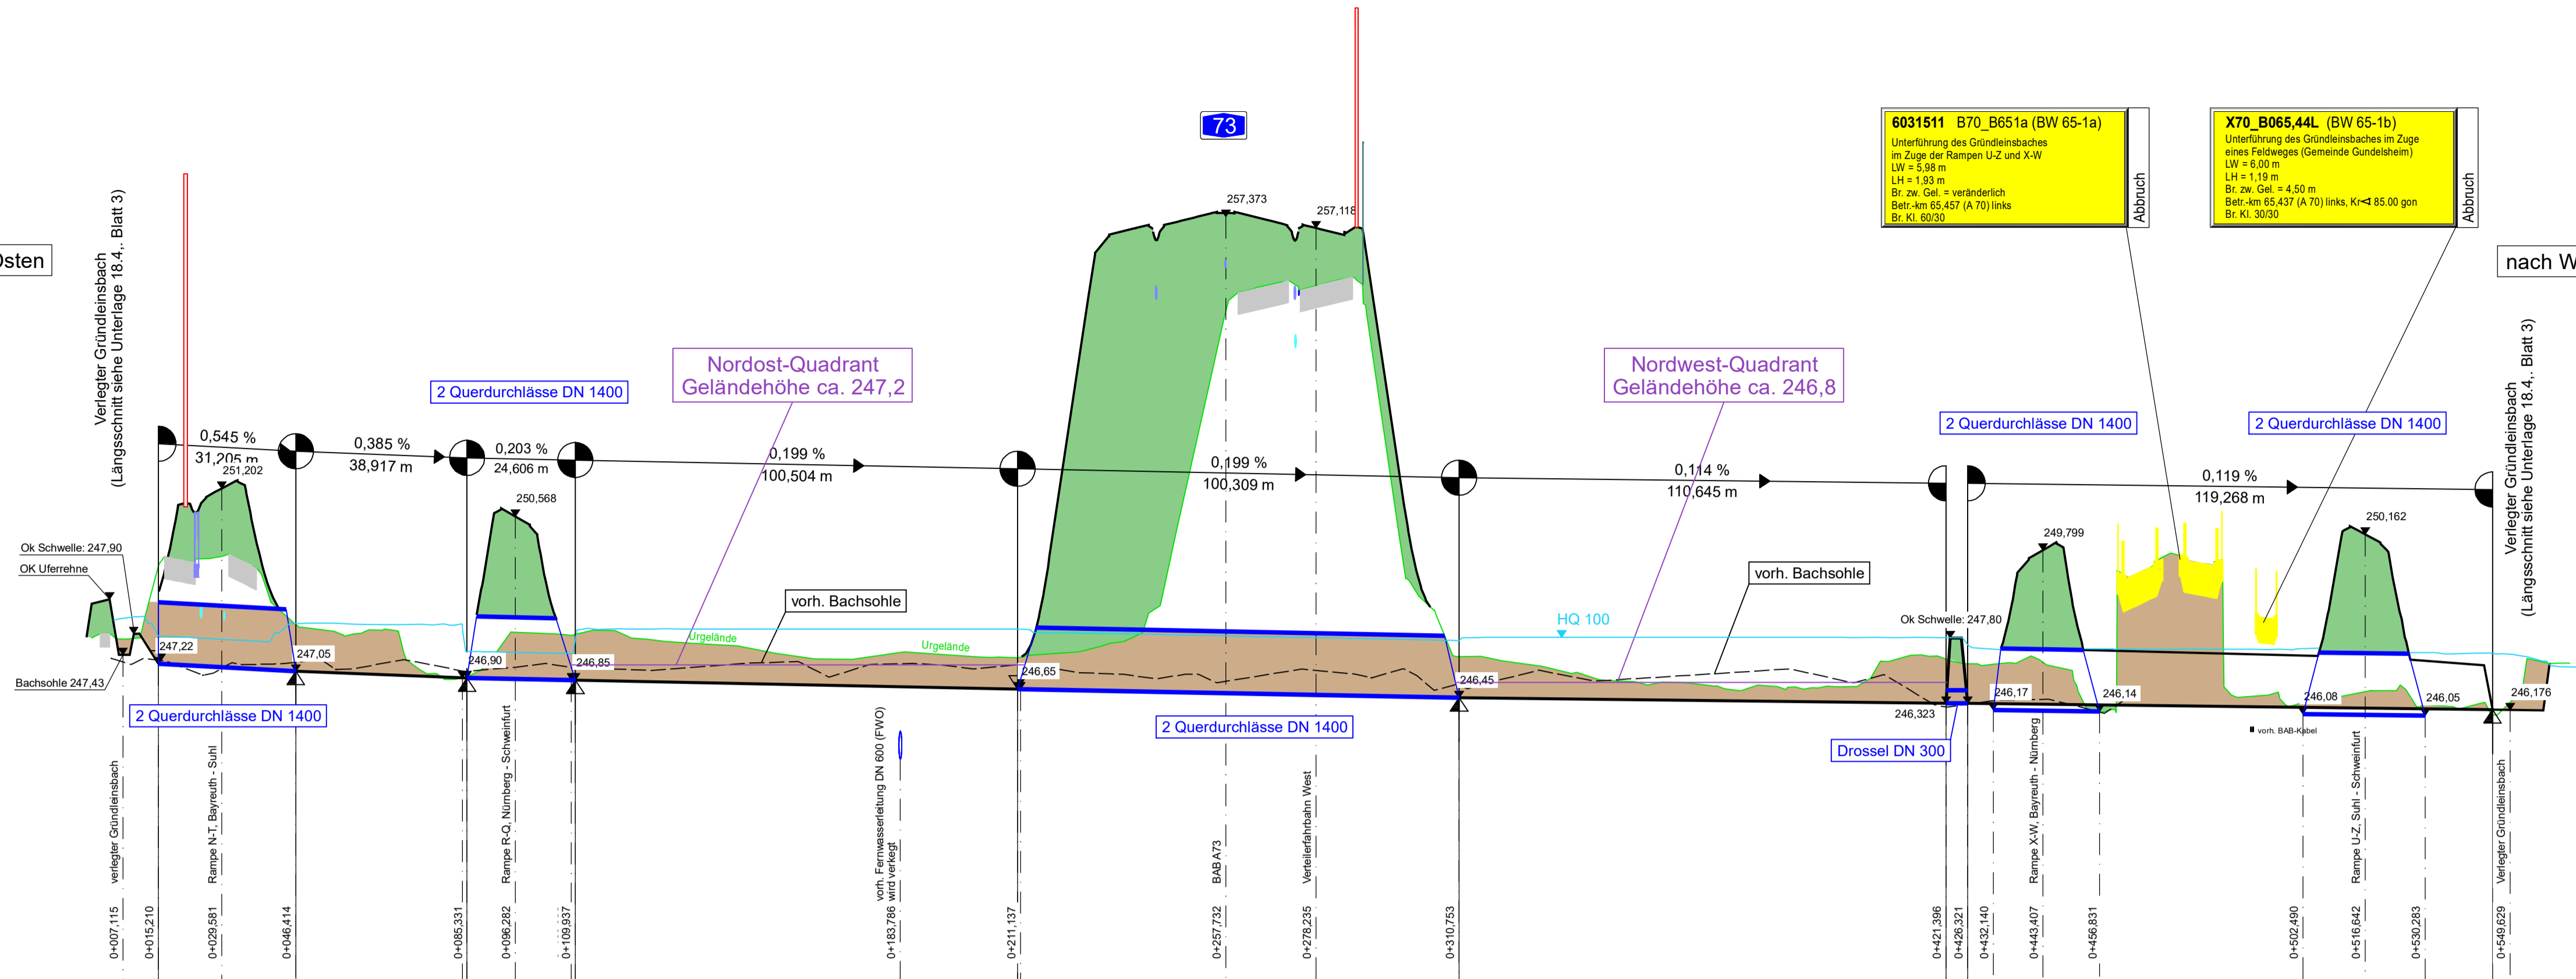 73
6031511 B70_B651a (BW 65-1a)
Unterführung des Gründleinsbaches
im Zuge der Rampen U-Z und X-W
LW = 5,98 m
LH = 1,93 m
Br. zw. Gel. = veränderlich
Betr.-km 65,457 (A 70) links
Br. Kl. 60/30
Abbruch
X70_B065,44L (BW 65-1b)
Unterführung des Gründleinsbaches im Zuge
eines Feldweges (Gemeinde Gundelsheim)
LW = 6,00 m
LH = 1,19 m
Br. zw. Gel. = 4,50 m
Betr.-km 65,437 (A 70) links, Kr∢ 85.00 gon
Br. Kl. 30/30
Abbruch
Osten
nach W
Verlegter Gründleinsbach
(Längsschnitt siehe Unterlage 18.4,. Blatt 3)
257,373
257,118
Nordost-Quadrant
Geländehöhe ca. 247,2
Nordwest-Quadrant
Geländehöhe ca. 246,8
2 Querdurchlässe DN 1400
2 Querdurchlässe DN 1400
2 Querdurchlässe DN 1400
Verlegter Gründleinsbach
(Längsschnitt siehe Unterlage 18.4,. Blatt 3)
0,545 %
31,205 m
0,385 %
38,917 m
0,203 %
24,606 m
0,199 %
100,504 m
0,199 %
100,309 m
0,114 %
110,645 m
0,119 %
119,268 m
251,202
250,568
249,799
250,162
Ok Schwelle: 247,90
OK Uferrehne
Bachsohle 247,43
vorh. Bachsohle
vorh. Bachsohle
HQ 100
Ok Schwelle: 247,80
Urgelände
Urgelände
247,22
247,05
246,90
246,85
246,65
246,45
246,323
246,17
246,14
246,08
246,05
246,176
2 Querdurchlässe DN 1400
2 Querdurchlässe DN 1400
Drossel DN 300
vorh. BAB-Kabel
verlegter Gründleinsbach
Rampe N-T, Bayreuth - Suhl
Rampe R-Q, Nürnberg - Schweinfurt
vorh. Fernwasserleitung DN 600 (FWO)
wird verkegt
BAB A73
Verteilerfahrbahn West
Rampe X-W, Bayreuth - Nürnberg
Rampe U-Z, Suhl - Schweinfurt
Verlegter Gründleinsbach
0+007,115
0+015,210
0+029,581
0+046,414
0+085,331
0+096,282
0+109,937
0+183,786
0+211,137
0+257,732
0+278,235
0+310,753
0+421,396
0+426,321
0+432,140
0+443,407
0+456,831
0+502,490
0+516,642
0+530,283
0+549,629